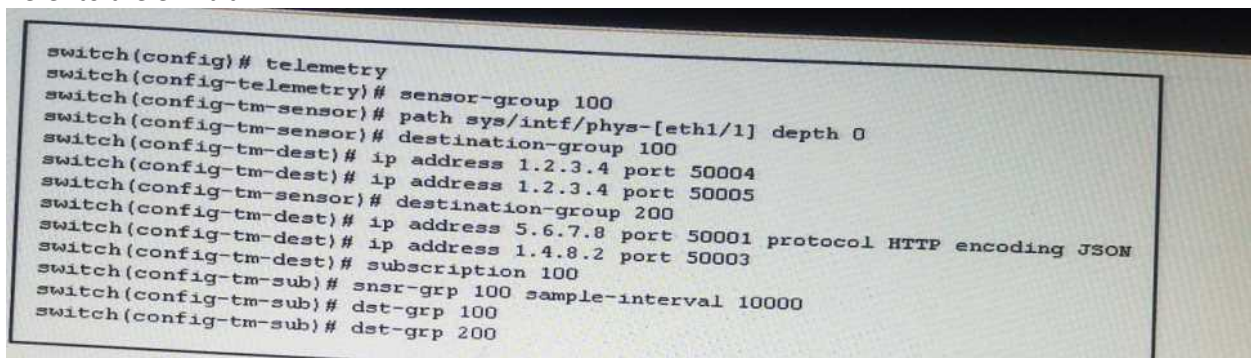 switch(config)# telemetry
switch(config-telemetry)# sensor-group 100
switch(config-tm-sensor)# path sys/intf/phys-[eth1/1] depth 0
switch(config-tm-sensor)# destination-group 100
switch(config-tm-dest)# ip address 1.2.3.4 port 50004
switch(config-tm-dest)# ip address 1.2.3.4 port 50005
switch(config-tm-sensor)# destination-group 200
switch(config-tm-dest)# ip address 5.6.7.8 port 50001 protocol HTTP encoding JSON
switch(config-tm-dest)# ip address 1.4.8.2 port 50003
switch(config-tm-dest)# subscription 100
switch(config-tm-sub)# snsr-grp 100 sample-interval 10000
switch(config-tm-sub)# dst-grp 100
switch(config-tm-sub)# dst-grp 200